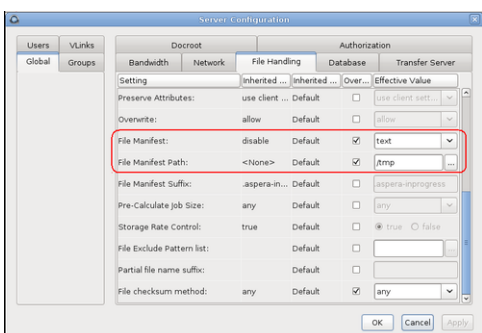 Server Configuration
Users VLinks
Global Groups
Docroot Authorization
Bandwidth Network File Handling Database Transfer Server
Setting Inherited ... Inherited ... Over... Effective Value
Preserve Attributes: use client ... Default use client sett...
Overwrite: allow Default allow
File Manifest: disable Default text
File Manifest Path: <None> Default /tmp ...
File Manifest Suffix: .aspera-in... Default .aspera-inprogress
Pre-Calculate Job Size: any Default any
Storage Rate Control: true Default true false
File Exclude Pattern list: Default
Partial file name suffix: Default
File checksum method: any Default any
OK Cancel Apply